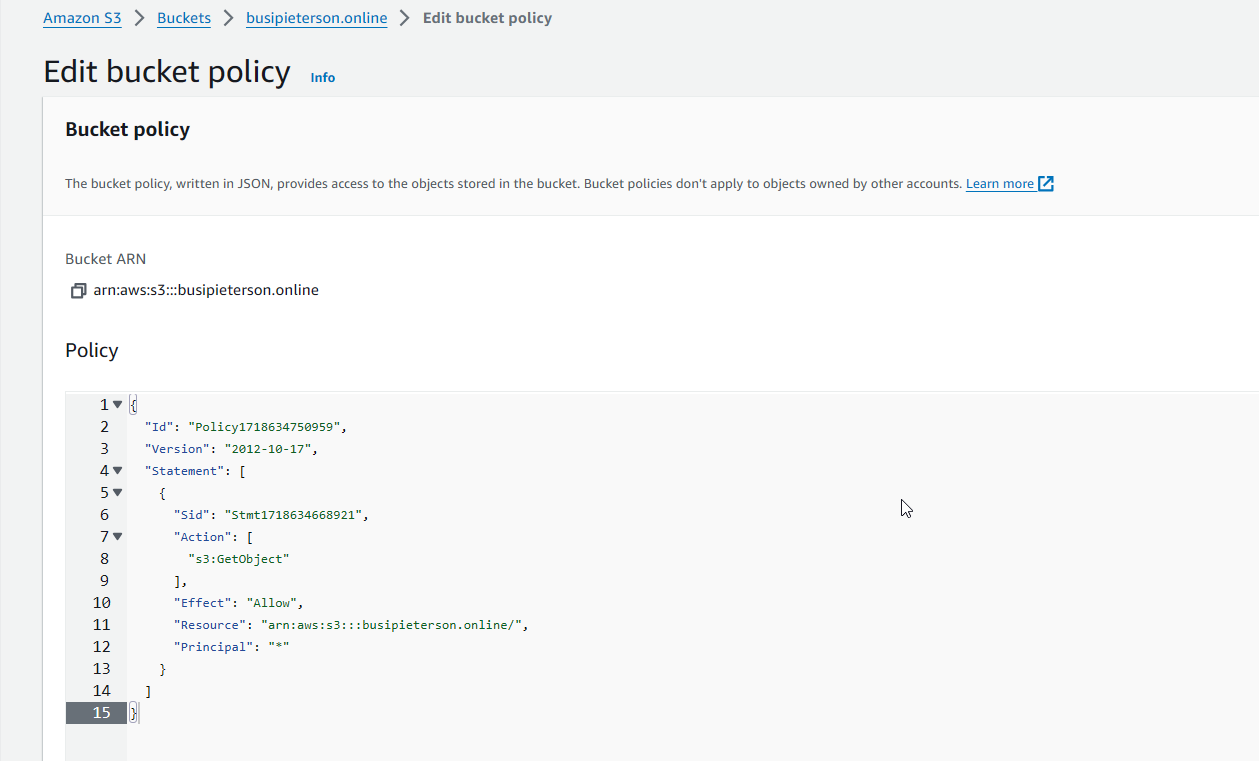 Amazon S3 > Buckets > busipieterson.online > Edit bucket policy
Edit bucket policy Info
Bucket policy
The bucket policy, written in JSON, provides access to the objects stored in the bucket. Bucket policies don't apply to objects owned by other accounts. Learn more
Bucket ARN
arn:aws:s3:::busipieterson.online
Policy
1 {
2 "Id": "Policy1718634750959",
3 "Version": "2012-10-17",
4 "Statement": [
5 {
6 "Sid": "Stmt1718634668921",
7 "Action": [
8 "s3:GetObject"
9 ],
10 "Effect": "Allow",
11 "Resource": "arn:aws:s3:::busipieterson.online/",
12 "Principal": "*"
13 }
14 ]
15 }